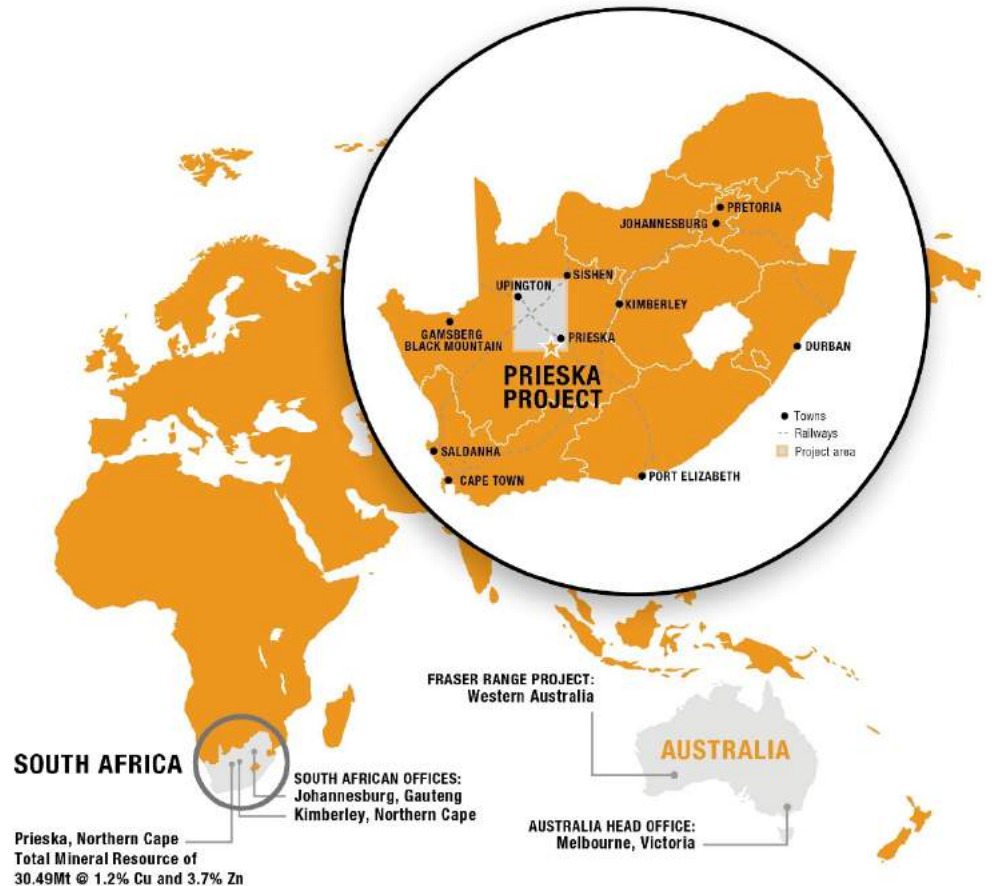 PRETORIA
JOHANNESBURG
SISHEN
UPINGTON
KIMBERLEY
GAMSBERG
BLACK MOUNTAIN
PRIESKA
DURBAN
PRIESKA
PROJECT
Towns
Railways
Project area
SALDANHA
CAPE TOWN
PORT ELIZABETH
FRASER RANGE PROJECT:
Western Australia
AUSTRALIA
SOUTH AFRICA
SOUTH AFRICAN OFFICES:
Johannesburg, Gauteng
Kimberley, Northern Cape
AUSTRALIA HEAD OFFICE:
Melbourne, Victoria
Prieska, Northern Cape
Total Mineral Resource of
30.49Mt @ 1.2% Cu and 3.7% Zn